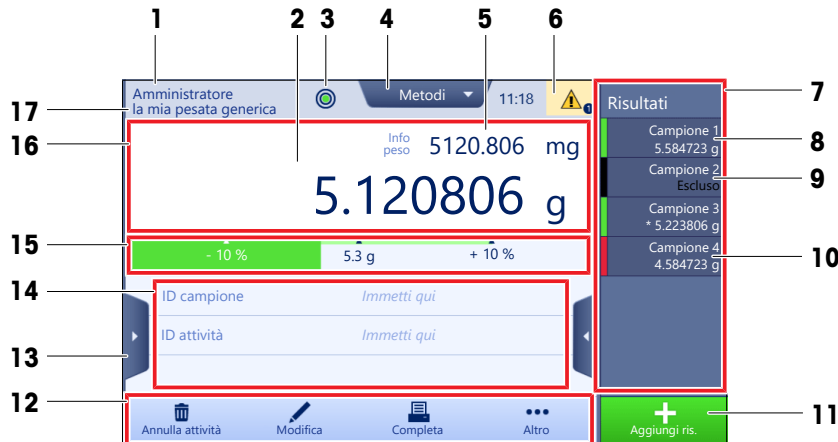 1
2
3
4
5
6
7
Amministratore
la mia pesata generica
Metodi
11:18
1
Risultati
17
16
Info
peso
5120.806 mg
5.120806 g
Campione 1
5.584723 g
8
Campione 2
Escluso
9
Campione 3
* 5.223806 g
Campione 4
4.584723 g
10
15
- 10 %
5.3 g
+ 10 %
14
ID campione
Immetti qui
ID attività
Immetti qui
13
12
Annulla attività
Modifica
Completa
Altro
Aggiungi ris.
11